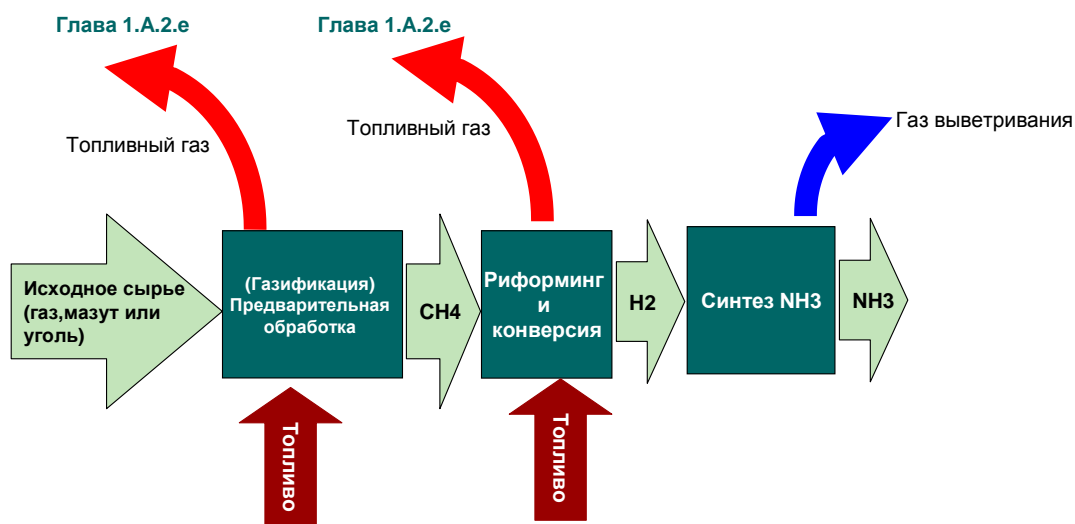 Глава 1.А.2.е
Глава 1.А.2.е
Топливный газ
Топливный газ
Газ выветривания
Исходное сырье
(газ,мазут или
уголь)
(Газификация)
Предварительная
обработка
CH4
Риформинг
и
конверсия
H2
Синтез NH3
NH3
Топливо
Топливо